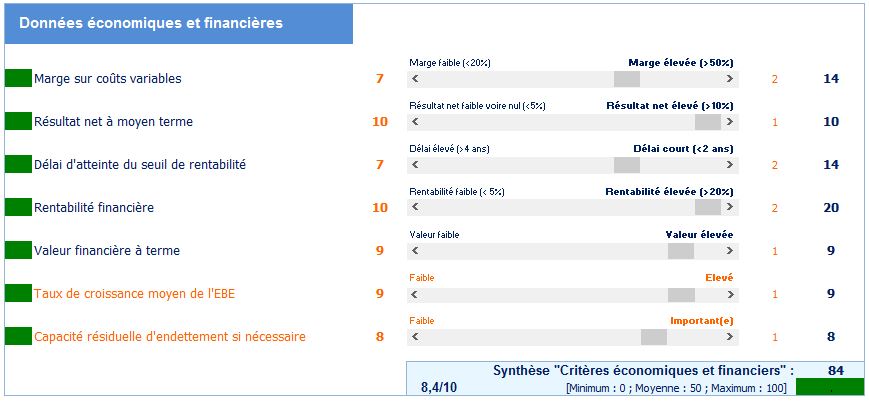 Données économiques et financières
Marge faible (<20%) Marge élevée (>50%)
Marge sur coûts variables 7 2 14
Résultat net faible voire nul (<5%) Résultat net élevé (>10%)
Résultat net à moyen terme 10 1 10
Délai élevé (>4 ans) Délai court (<2 ans)
Délai d'atteinte du seuil de rentabilité 7 2 14
Rentabilité faible (< 5%) Rentabilité élevée (>20%)
Rentabilité financière 10 2 20
Valeur faible Valeur élevée
Valeur financière à terme 9 1 9
Faible Elevé
Taux de croissance moyen de l'EBE 9 1 9
Faible Important(e)
Capacité résiduelle d'endettement si nécessaire 8 1 8
Synthèse "Critères économiques et financiers" : 84
8,4/10 [Minimum : 0 ; Moyenne : 50 ; Maximum : 100]